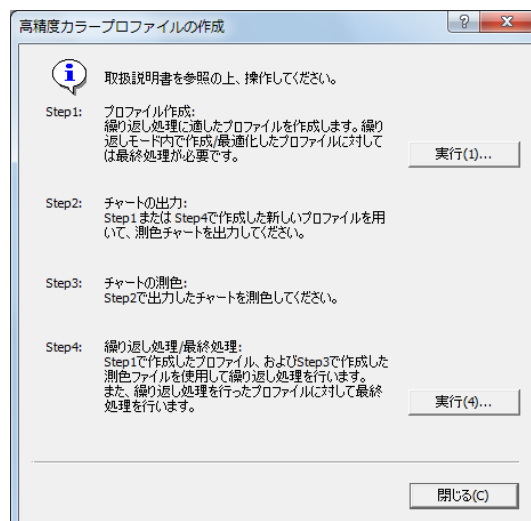 高精度カラープロファイルの作成
取扱説明書を参照の上、操作してください。
Step1:
プロファイル作成:
繰り返し処理に適したプロファイルを作成します。繰り
返しモード内で作成/最適化したプロファイルに対して
は最終処理が必要です。
実行(1)...
Step2:
チャートの出力:
Step1またはStep4で作成した新しいプロファイルを用
いて、測色チャートを出力してください。
Step3:
チャートの測色:
Step2で出力したチャートを測色してください。
Step4:
繰り返し処理/最終処理:
Step1で作成したプロファイル、およびStep3で作成した
測色ファイルを使用して繰り返し処理を行います。
また、繰り返し処理を行ったプロファイルに対して最終
処理を行います。
実行(4)...
閉じる(C)